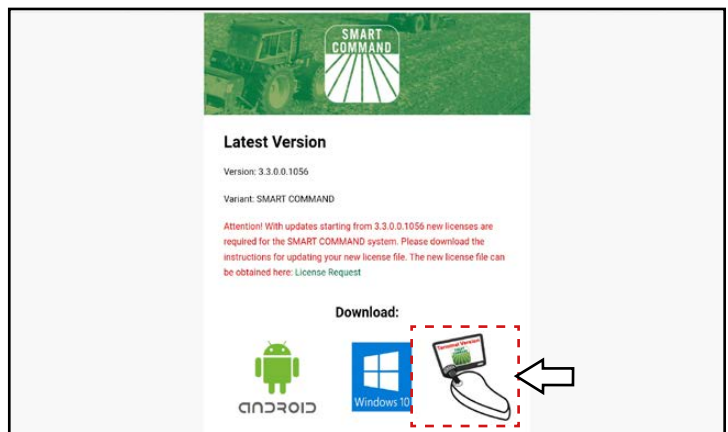 SMART
COMMAND
Latest Version
Version: 3.3.0.0.1056
Variant: SMART COMMAND
Attention! With updates starting from 3.3.0.0.1056 new licenses are
required for the SMART COMMAND system. Please download the
instructions for updating your new license file. The new license file can
be obtained here: License Request
Download:
Terminal Version
SMART
COMMAND
ANDROID
Windows 10